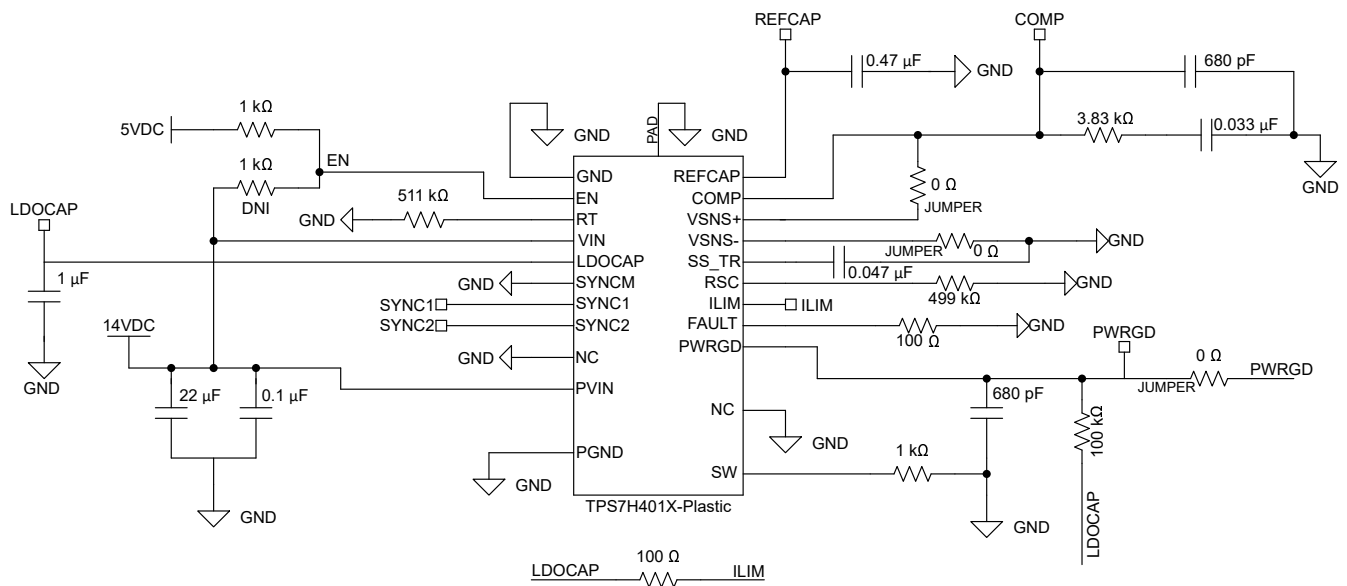 REFCAP
COMP
0.47 µF
GND
680 pF
1 kΩ
5VDC
GND
PAD
GND
3.83 kΩ
0.033 µF
GND
1 kΩ
DNI
EN
GND
EN
RT
VIN
LDOCAP
SYNCM
SYNC1
SYNC2
NC
PVIN
PGND
REFCAP
COMP
VSNS+
VSNS-
SS_TR
RSC
ILIM
FAULT
PWRGD
NC
SW
TPS7H401X-Plastic
511 kΩ
GND
LDOCAP
1 µF
GND
GND
SYNC1
SYNC2
GND
14VDC
22 µF
0.1 µF
GND
GND
0 Ω
JUMPER
JUMPER
0 Ω
GND
0.047 µF
499 kΩ
GND
ILIM
100 Ω
GND
PWRGD
0 Ω
JUMPER
PWRGD
680 pF
100 kΩ
LDOCAP
GND
1 kΩ
GND
LDOCAP
100 Ω
ILIM